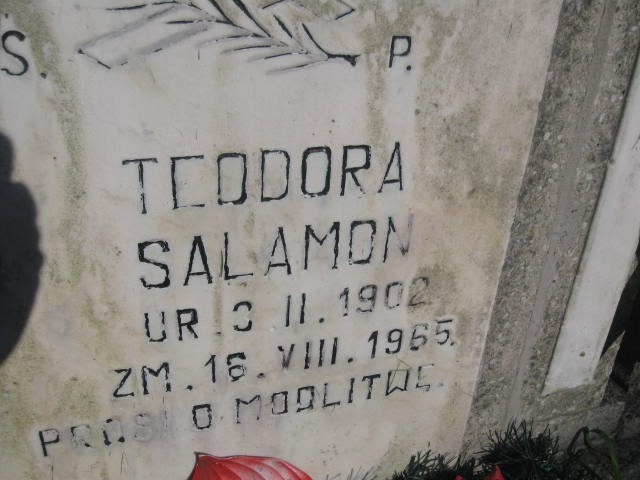 S. P.
TEODORA
SALAMON
UR. 3 II. 1902
ZM. 16. VIII. 1965.
PROSI O MODLITWĘ.